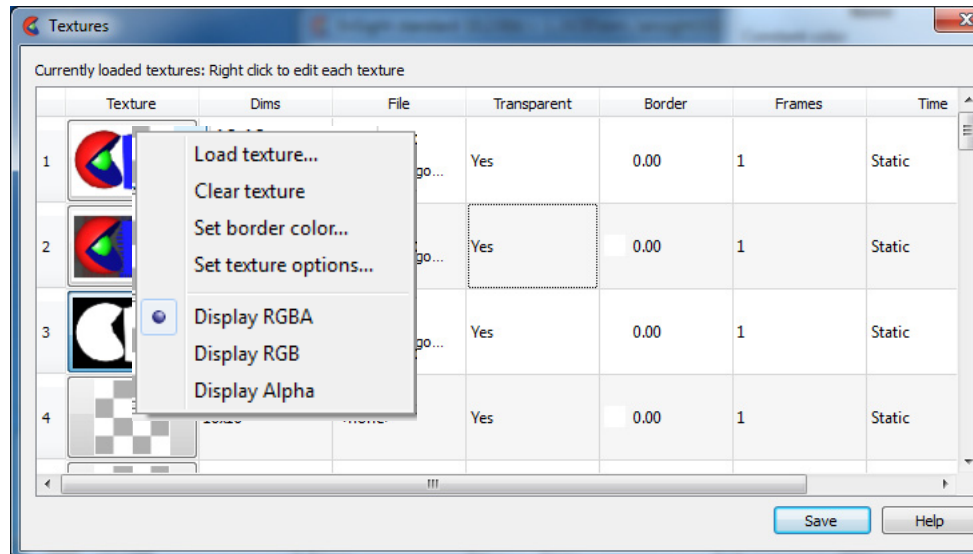 Textures
Currently loaded textures: Right click to edit each texture
Texture Dims File Transparent Border Frames Time
1 Yes 0.00 1 Static
2 Yes 0.00 1 Static
3 Yes 0.00 1 Static
4 Yes 0.00 1 Static
Load texture...
Clear texture
Set border color...
Set texture options...
Display RGBA
Display RGB
Display Alpha
Save Help